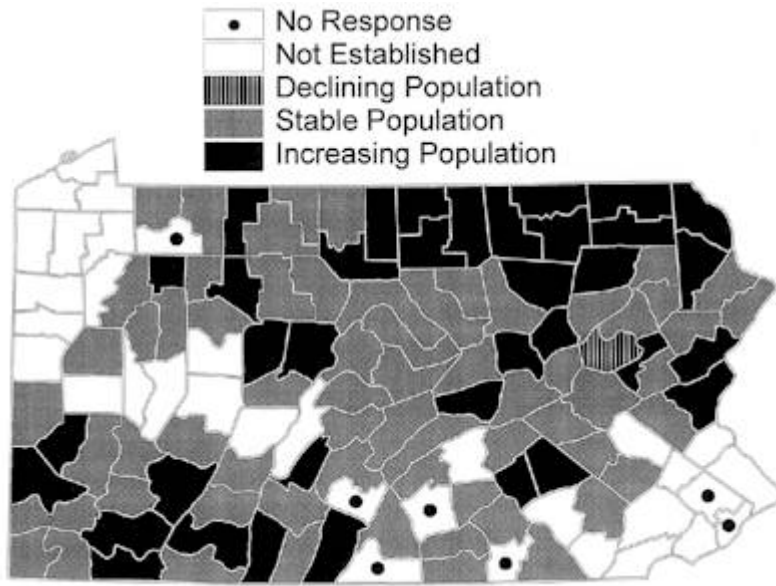 No Response
Not Established
Declining Population
Stable Population
Increasing Population